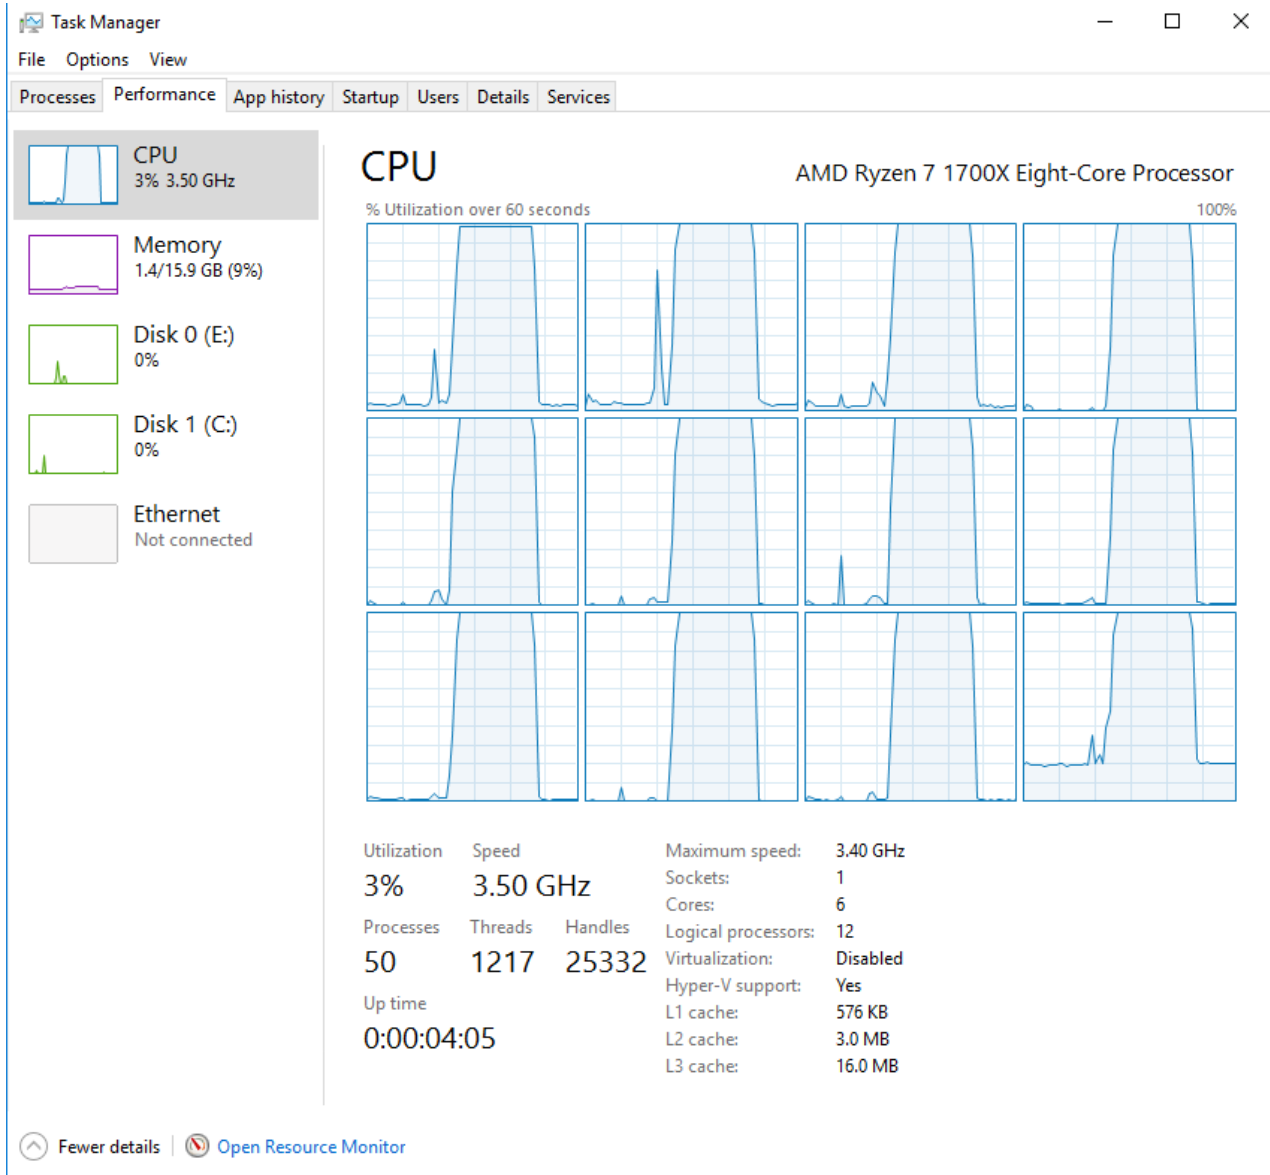 Task Manager
File Options View
Processes Performance App history Startup Users Details Services
CPU
3% 3.50 GHz
Memory
1.4/15.9 GB (9%)
Disk 0 (E:)
0%
Disk 1 (C:)
0%
Ethernet
Not connected
CPU AMD Ryzen 7 1700X Eight-Core Processor
% Utilization over 60 seconds 100%
Utilization Speed
3% 3.50 GHz
Processes Threads Handles
50 1217 25332
Up time
0:00:04:05
Maximum speed: 3.40 GHz
Sockets: 1
Cores: 6
Logical processors: 12
Virtualization: Disabled
Hyper-V support: Yes
L1 cache: 576 KB
L2 cache: 3.0 MB
L3 cache: 16.0 MB
Fewer details Open Resource Monitor